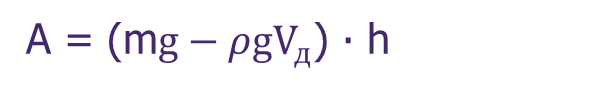 A = (mg − ρgVд) · h